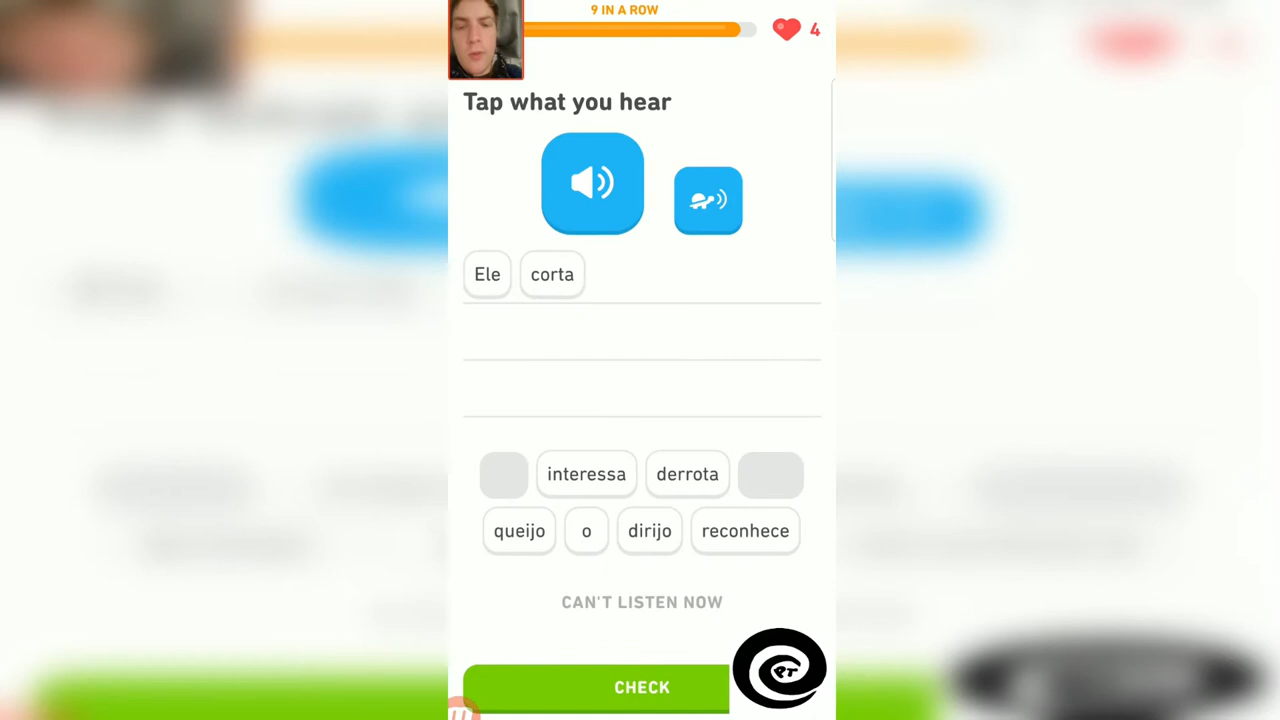 9 IN A ROW
4
Tap what you hear
Ele corta
interessa derrota
queijo o dirijo reconhece
CAN'T LISTEN NOW
CHECK
PT